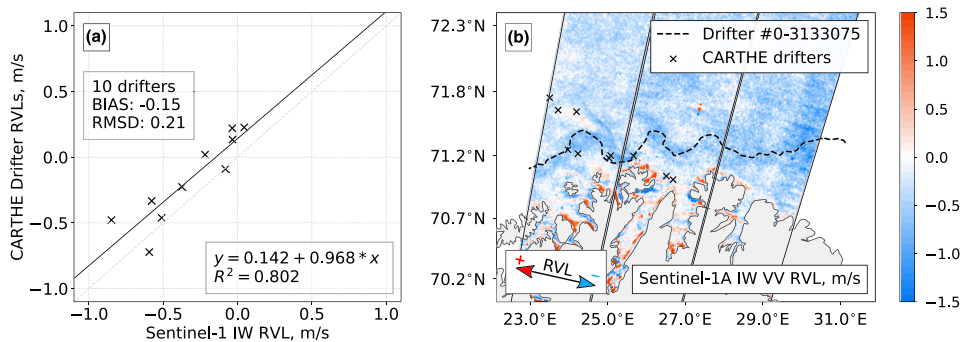 (a)
CARTHE Drifter RVLs, m/s
1.0
0.5
0.0
−0.5
−1.0
10 drifters
BIAS: -0.15
RMSD: 0.21
y = 0.142 + 0.968 * x
R² = 0.802
−1.0 −0.5 0.0 0.5 1.0
Sentinel-1 IW RVL, m/s
(b)
72.3°N
71.8°N
71.2°N
70.7°N
70.2°N
Drifter #0-3133075
CARTHE drifters
+ RVL −
Sentinel-1A IW VV RVL, m/s
23.0°E 25.0°E 27.0°E 29.0°E 31.0°E
1.5
1.0
0.5
0.0
−0.5
−1.0
−1.5